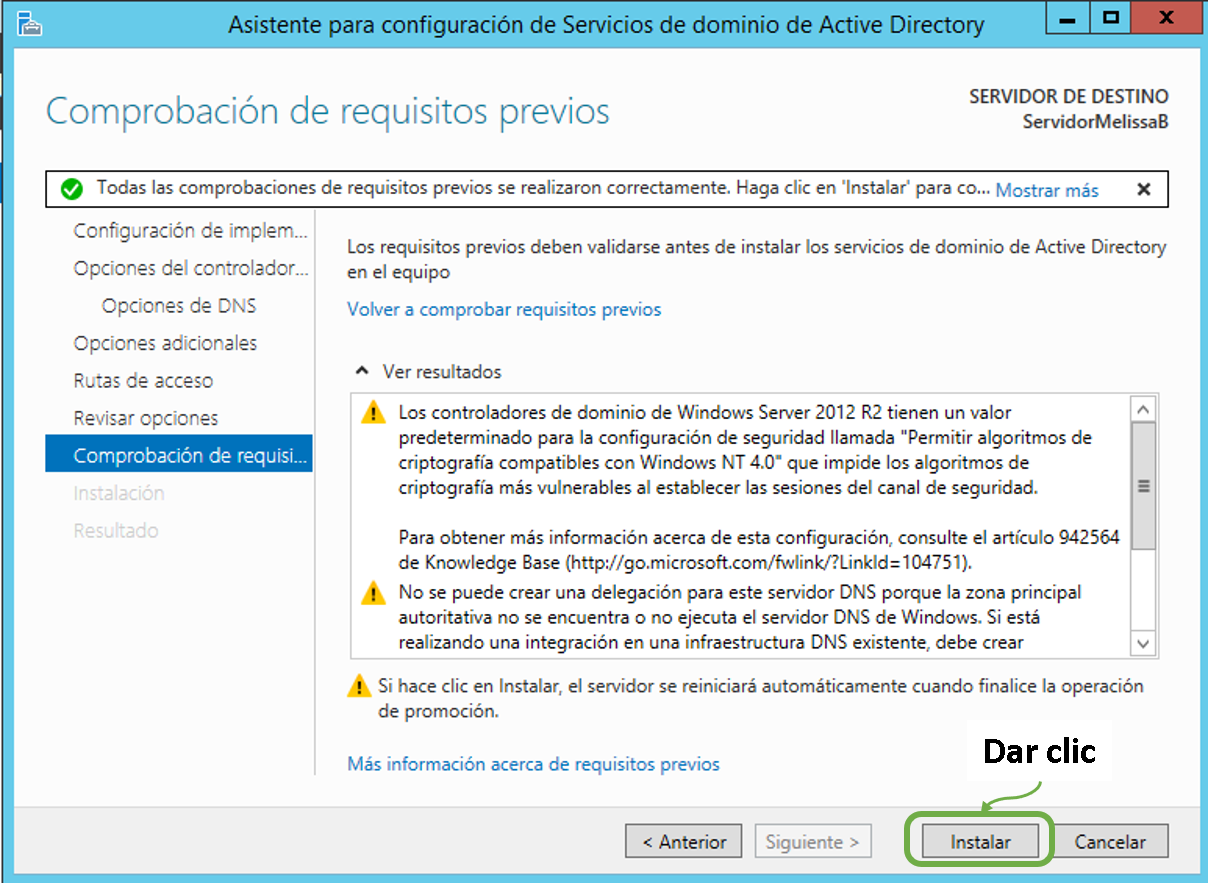 Asistente para configuración de Servicios de dominio de Active Directory
Comprobación de requisitos previos
SERVIDOR DE DESTINO
ServidorMelissaB
Todas las comprobaciones de requisitos previos se realizaron correctamente. Haga clic en 'Instalar' para co... Mostrar más
Configuración de implem...
Opciones del controlador...
Opciones de DNS
Opciones adicionales
Rutas de acceso
Revisar opciones
Comprobación de requisi...
Instalación
Resultado
Los requisitos previos deben validarse antes de instalar los servicios de dominio de Active Directory
en el equipo
Volver a comprobar requisitos previos
Ver resultados
Los controladores de dominio de Windows Server 2012 R2 tienen un valor
predeterminado para la configuración de seguridad llamada "Permitir algoritmos de
criptografía compatibles con Windows NT 4.0" que impide los algoritmos de
criptografía más vulnerables al establecer las sesiones del canal de seguridad.
Para obtener más información acerca de esta configuración, consulte el artículo 942564
de Knowledge Base (http://go.microsoft.com/fwlink/?LinkId=104751).
No se puede crear una delegación para este servidor DNS porque la zona principal
autoritativa no se encuentra o no ejecuta el servidor DNS de Windows. Si está
realizando una integración en una infraestructura DNS existente, debe crear
Si hace clic en Instalar, el servidor se reiniciará automáticamente cuando finalice la operación
de promoción.
Más información acerca de requisitos previos
Dar clic
< Anterior
Siguiente >
Instalar
Cancelar